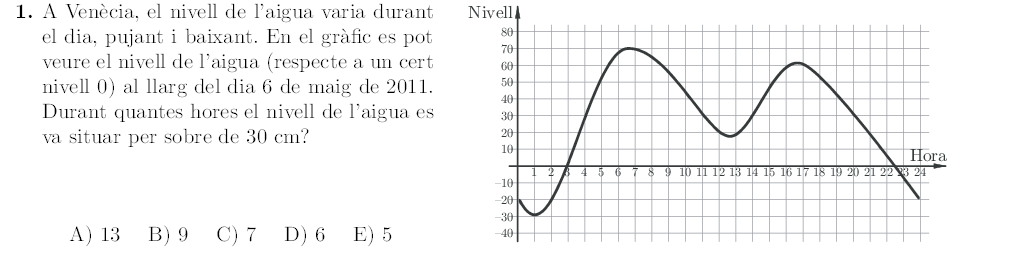 1. A Venècia, el nivell de l'aigua varia durant
el dia, pujant i baixant. En el gràfic es pot
veure el nivell de l'aigua (respecte a un cert
nivell 0) al llarg del dia 6 de maig de 2011.
Durant quantes hores el nivell de l'aigua es
va situar per sobre de 30 cm?
A) 13 B) 9 C) 7 D) 6 E) 5
Nivell
80
70
60
50
40
30
20
10
Hora
1 2 3 4 5 6 7 8 9 10 11 12 13 14 15 16 17 18 19 20 21 22 23 24
-10
-20
-30
-40